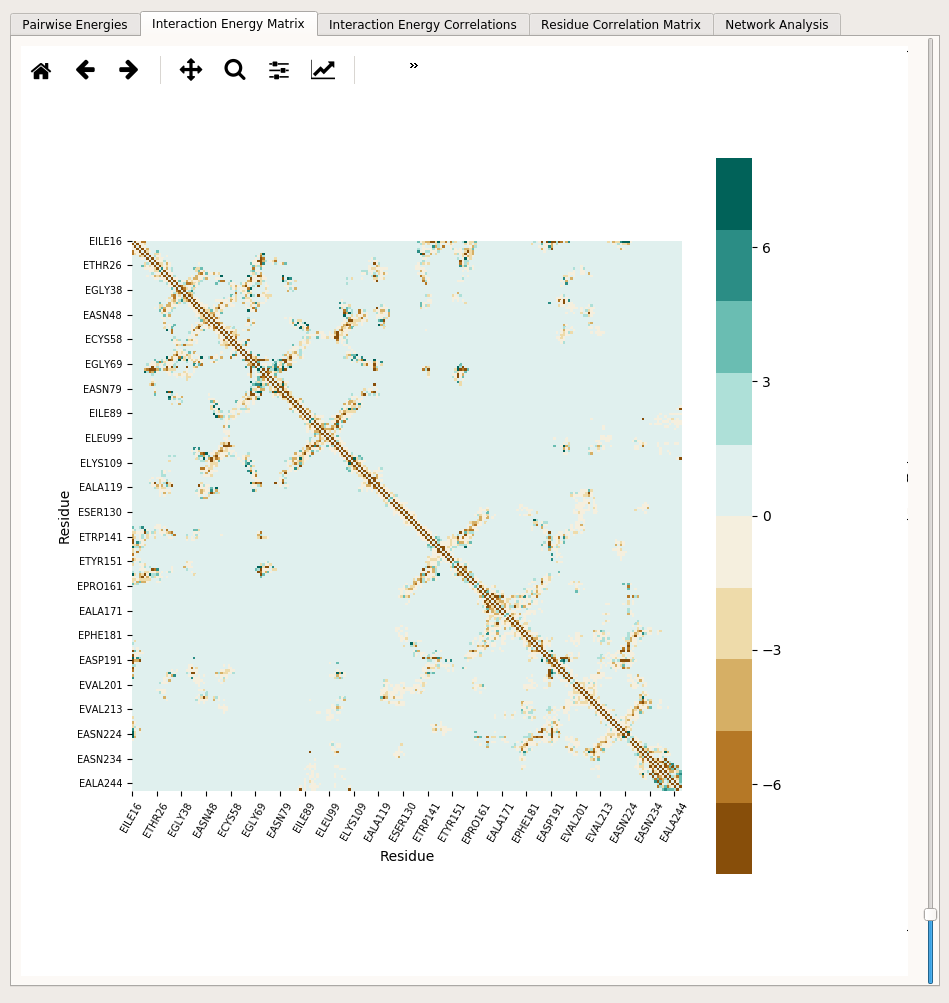 Pairwise Energies
Interaction Energy Matrix
Interaction Energy Correlations
Residue Correlation Matrix
Network Analysis
»
EILE16
ETHR26
EGLY38
EASN48
ECYS58
EGLY69
EASN79
EILE89
ELEU99
ELYS109
EALA119
ESER130
ETRP141
ETYR151
EPRO161
EALA171
EPHE181
EASP191
EVAL201
EVAL213
EASN224
EASN234
EALA244
Residue
EILE16
ETHR26
EGLY38
EASN48
ECYS58
EGLY69
EASN79
EILE89
ELEU99
ELYS109
EALA119
ESER130
ETRP141
ETYR151
EPRO161
EALA171
EPHE181
EASP191
EVAL201
EVAL213
EASN224
EASN234
EALA244
Residue
6
3
0
−3
−6